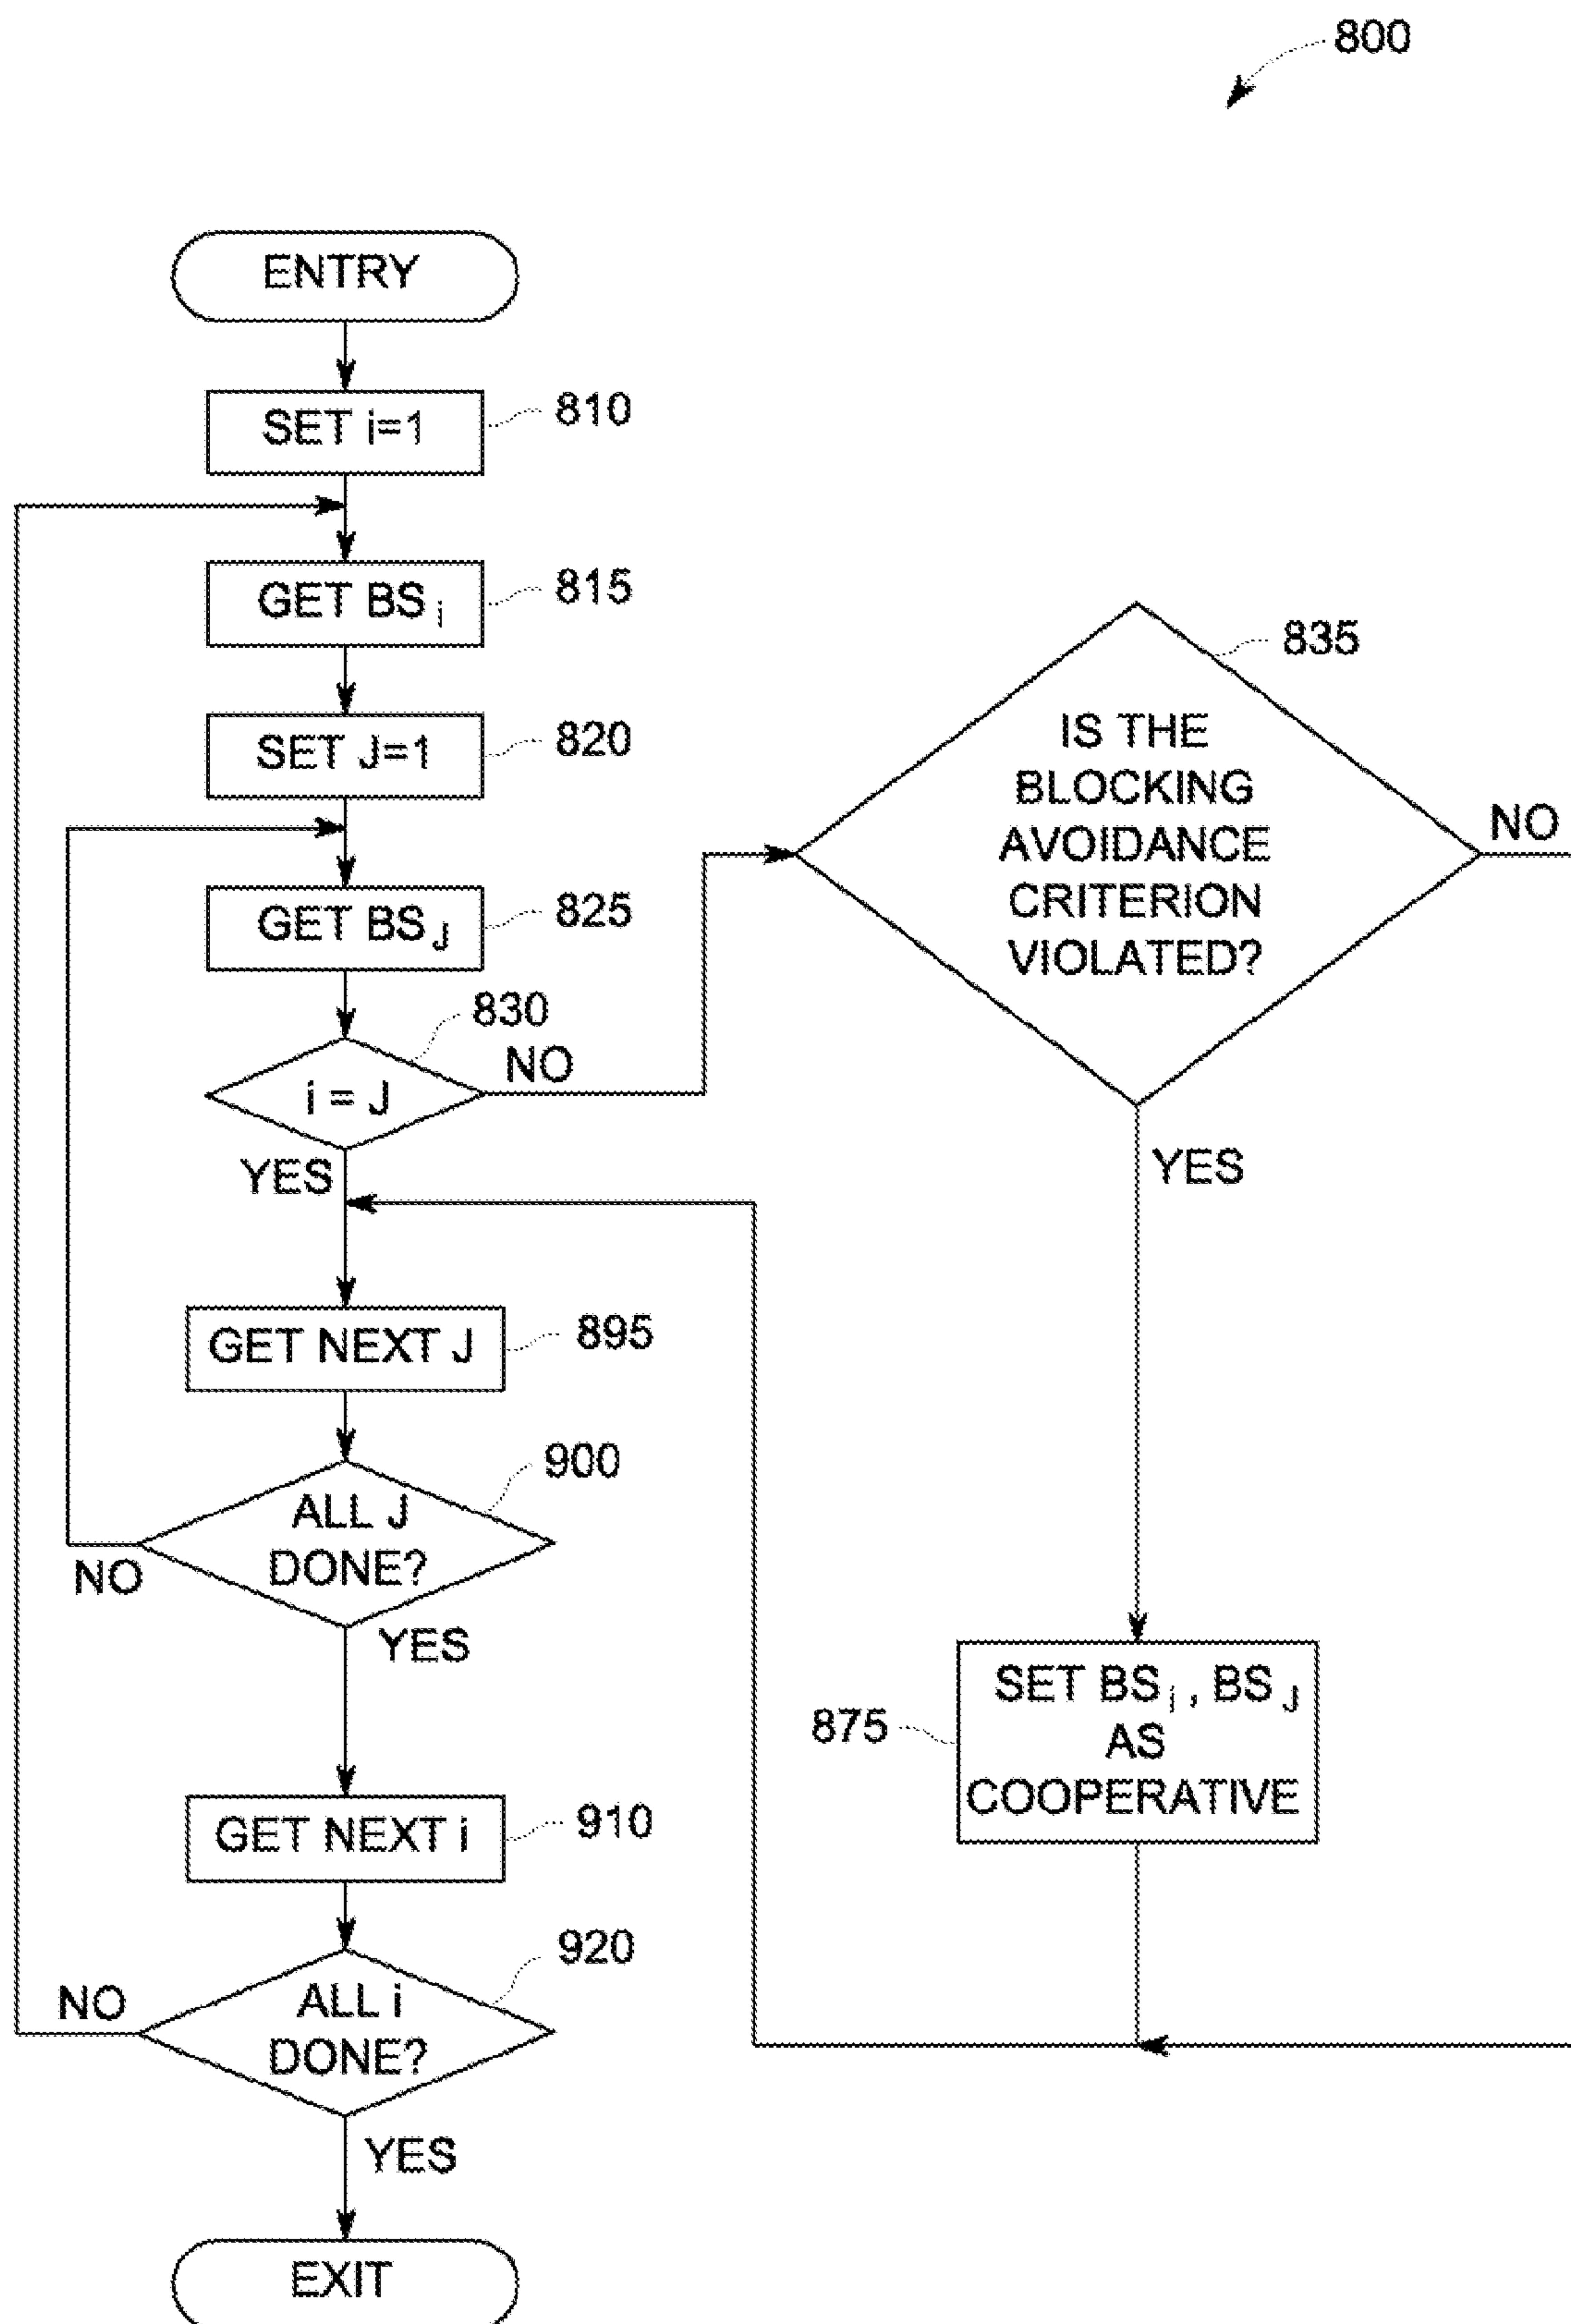 800
ENTRY
SET i=1
810
GET BS i
815
SET J=1
820
GET BS J
825
i = J
830
NO
YES
IS THE
BLOCKING
AVOIDANCE
CRITERION
VIOLATED?
835
NO
YES
GET NEXT J
895
ALL J
DONE?
900
NO
YES
SET BS i , BS J
AS
COOPERATIVE
875
GET NEXT i
910
ALL i
DONE?
920
NO
YES
EXIT